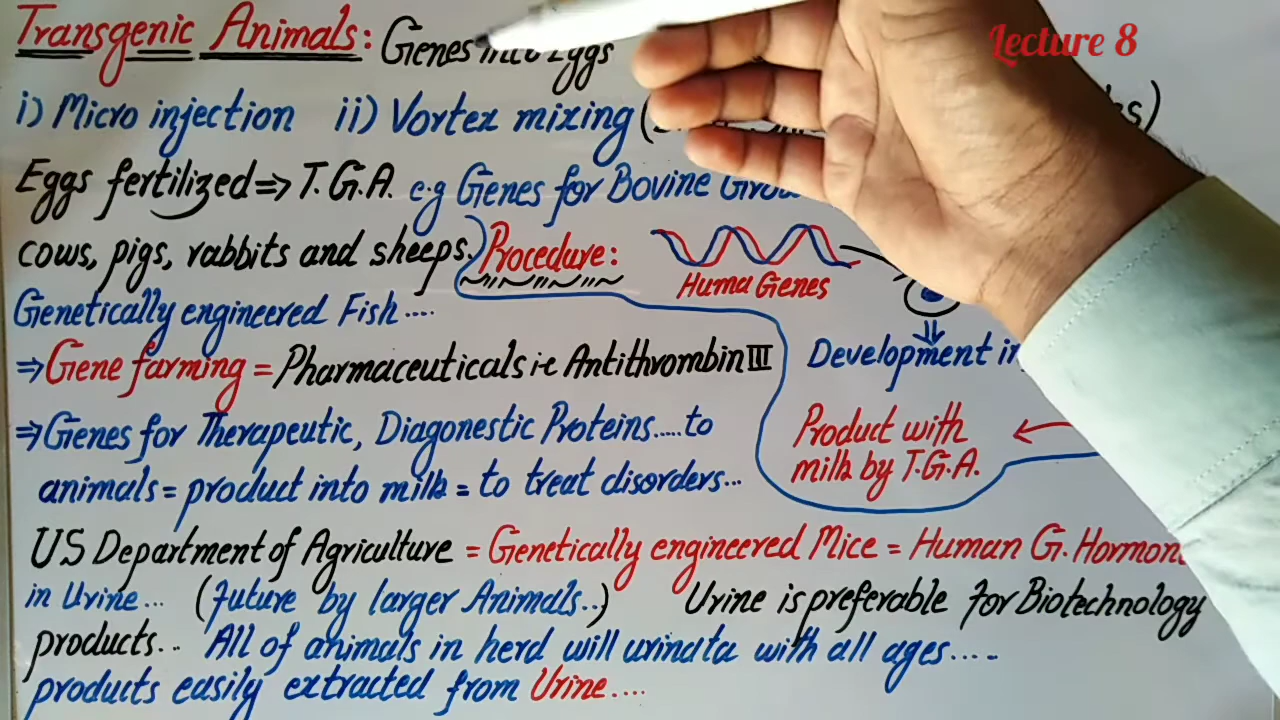 Transgenic Animals: Genes into Eggs
Lecture 8
i) Micro injection ii) Vortex mixing (
Eggs fertilized => T.G.A. e.g Genes for Bovine
cows, pigs, rabbits and sheeps. Procedure:
Huma Genes
Genetically engineered Fish ....
Development in
=> Gene farming = Pharmaceuticals i-e Antithrombin III
=> Genes for Therapeutic, Diagonestic Proteins.....to
Product with
milk by T.G.A.
animals = product into milk = to treat disorders...
US Department of Agriculture = Genetically engineered Mice = Human G. Hormon
in Urine... (future by larger Animals..) Urine is preferable for Biotechnology
products... All of animals in herd will urinata with all ages.....
products easily extracted from Urine....